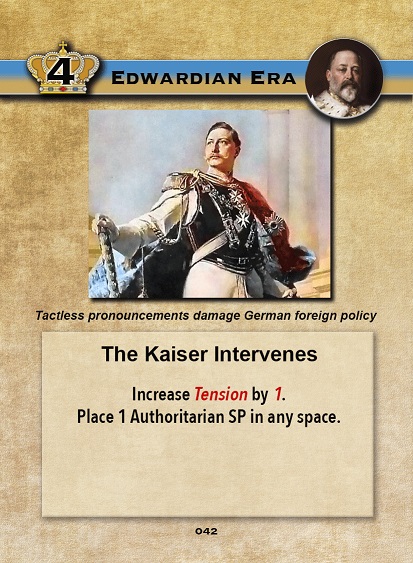 4 Edwardian Era
Tactless pronouncements damage German foreign policy
The Kaiser Intervenes
Increase Tension by 1.
Place 1 Authoritarian SP in any space.
042